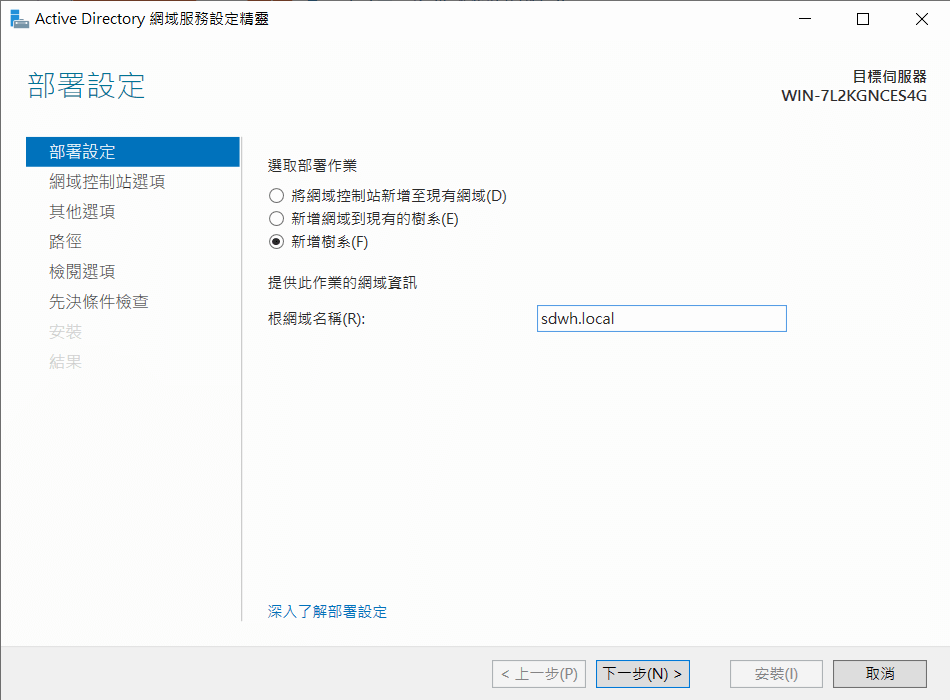 Active Directory 網域服務設定精靈
部署設定
目標伺服器
WIN-7L2KGNCES4G
部署設定
網域控制站選項
其他選項
路徑
檢閱選項
先決條件檢查
安裝
結果
選取部署作業
將網域控制站新增至現有網域(D)
新增網域到現有的樹系(E)
新增樹系(F)
提供此作業的網域資訊
根網域名稱(R):
sdwh.local
深入了解部署設定
< 上一步(P)
下一步(N) >
安裝(I)
取消